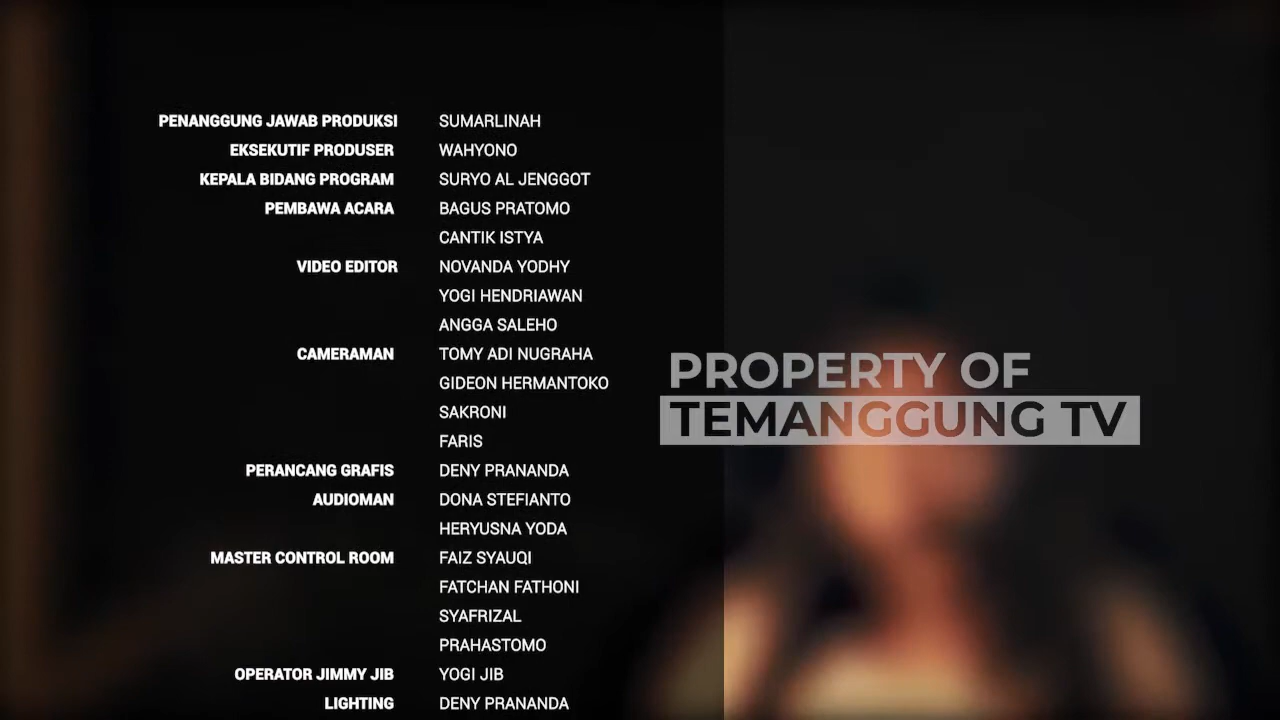 PENANGGUNG JAWAB PRODUKSI SUMARLINAH
EKSEKUTIF PRODUSER WAHYONO
KEPALA BIDANG PROGRAM SURYO AL JENGGOT
PEMBAWA ACARA BAGUS PRATOMO
CANTIK ISTYA
VIDEO EDITOR NOVANDA YODHY
YOGI HENDRIAWAN
ANGGA SALEHO
CAMERAMAN TOMY ADI NUGRAHA
GIDEON HERMANTOKO
SAKRONI
FARIS
PERANCANG GRAFIS DENY PRANANDA
AUDIOMAN DONA STEFIANTO
HERYUSNA YODA
MASTER CONTROL ROOM FAIZ SYAUQI
FATCHAN FATHONI
SYAFRIZAL
PRAHASTOMO
OPERATOR JIMMY JIB YOGI JIB
LIGHTING DENY PRANANDA
PROPERTY OF
TEMANGGUNG TV